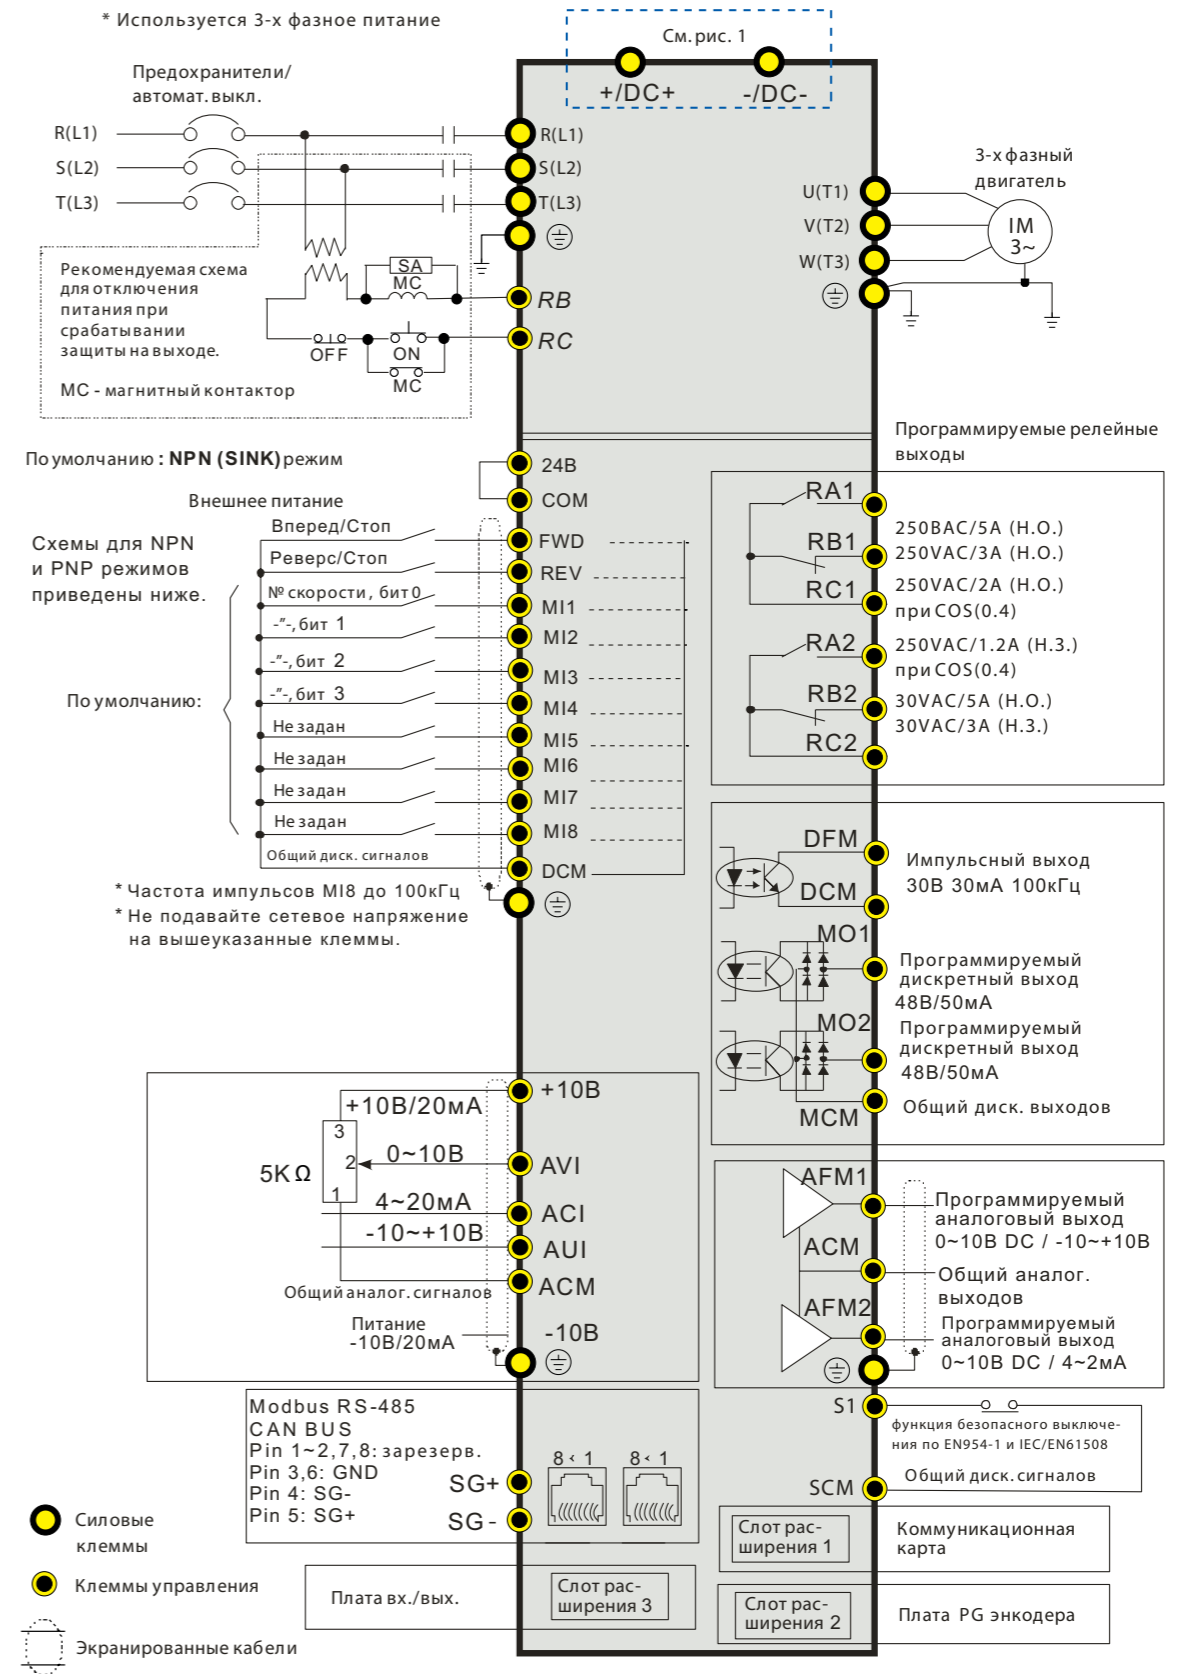 * Используется 3-х фазное питание
См. рис. 1
+/DC+
-/DC-
Предохранители/
автомат. выкл.
R(L1)
S(L2)
T(L3)
R(L1)
S(L2)
T(L3)
U(T1)
V(T2)
W(T3)
3-х фазный
двигатель
IM
3~
Рекомендуемая схема
для отключения
питания при
срабатывании
защиты на выходе.
МС - магнитный контактор
SA
MC
OFF
ON
MC
RB
RC
По умолчанию : NPN (SINK) режим
24В
COM
Внешнее питание
Схемы для NPN
и PNP режимов
приведены ниже.
По умолчанию:
Вперед/Стоп
FWD
Реверс/Стоп
REV
№ скорости, бит 0
MI1
-"-, бит 1
MI2
-"-, бит 2
MI3
-"-, бит 3
MI4
Не задан
MI5
Не задан
MI6
Не задан
MI7
Не задан
MI8
Общий диск. сигналов
DCM
* Частота импульсов MI8 до 100кГц
* Не подавайте сетевое напряжение
на вышеуказанные клеммы.
Программируемые релейные
выходы
RA1
RB1
RC1
RA2
RB2
RC2
250BAC/5A (Н.О.)
250VAC/3A (Н.О.)
250VAC/2A (Н.О.)
при COS(0.4)
250VAC/1.2A (Н.З.)
при COS(0.4)
30VAC/5A (Н.О.)
30VAC/3A (Н.З.)
DFM
DCM
Импульсный выход
30В 30мА 100кГц
MO1
Программируемый
дискретный выход
48В/50мА
MO2
Программируемый
дискретный выход
48В/50мА
MCM
Общий диск. выходов
+10В/20мА
+10В
3
2
1
5K Ω
0~10В
AVI
4~20мА
ACI
-10~+10В
AUI
Общий аналог. сигналов
ACM
Питание
-10В/20мА
-10В
AFM1
Программируемый
аналоговый выход
0~10В DC / -10~+10В
ACM
Общий аналог.
выходов
AFM2
Программируемый
аналоговый выход
0~10В DC / 4~2мА
S1
функция безопасного выключе-
ния по EN954-1 и IEC/EN61508
Общий диск. сигналов
SCM
Modbus RS-485
CAN BUS
Pin 1~2,7,8: зарезерв.
Pin 3,6: GND
Pin 4: SG-
Pin 5: SG+
SG+
SG-
8 ‹ 1
8 ‹ 1
Слот рас-
ширения 1
Коммуникационная
карта
Слот рас-
ширения 2
Плата PG энкодера
Плата вх./вых.
Слот рас-
ширения 3
Силовые
клеммы
Клеммы управления
Экранированные кабели